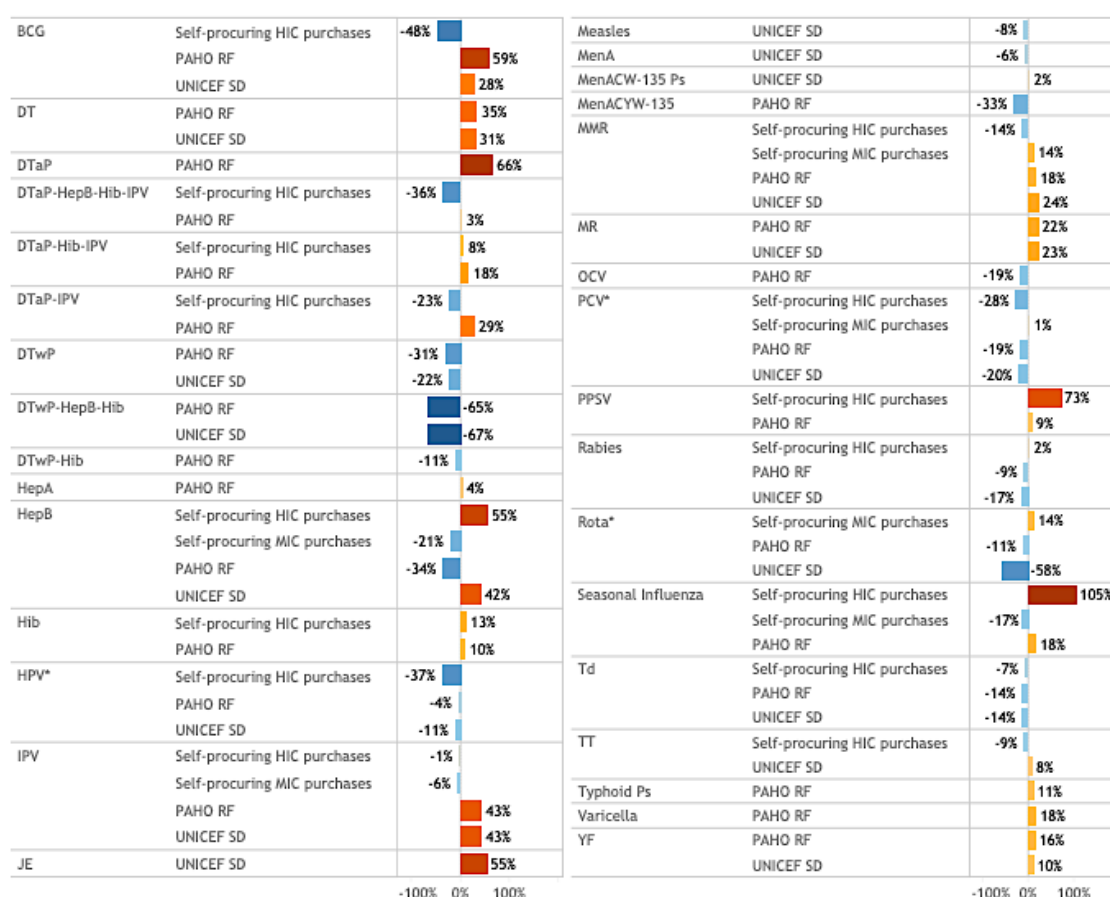 BCG Self-procuring HIC purchases -48%
PAHO RF 59%
UNICEF SD 28%
DT PAHO RF 35%
UNICEF SD 31%
DTaP PAHO RF 66%
DTaP-HepB-Hib-IPV Self-procuring HIC purchases -36%
PAHO RF 3%
DTaP-Hib-IPV Self-procuring HIC purchases 8%
PAHO RF 18%
DTaP-IPV Self-procuring HIC purchases -23%
PAHO RF 29%
DTwP PAHO RF -31%
UNICEF SD -22%
DTwP-HepB-Hib PAHO RF -65%
UNICEF SD -67%
DTwP-Hib PAHO RF -11%
HepA PAHO RF 4%
HepB Self-procuring HIC purchases 55%
Self-procuring MIC purchases -21%
PAHO RF -34%
UNICEF SD 42%
Hib Self-procuring HIC purchases 13%
PAHO RF 10%
HPV* Self-procuring HIC purchases -37%
PAHO RF -4%
UNICEF SD -11%
IPV Self-procuring HIC purchases -1%
Self-procuring MIC purchases -6%
PAHO RF 43%
UNICEF SD 43%
JE UNICEF SD 55%
-100% 0% 100%
Measles UNICEF SD -8%
MenA UNICEF SD -6%
MenACW-135 Ps UNICEF SD 2%
MenACYW-135 PAHO RF -33%
MMR Self-procuring HIC purchases -14%
Self-procuring MIC purchases 14%
PAHO RF 18%
UNICEF SD 24%
MR PAHO RF 22%
UNICEF SD 23%
OCV PAHO RF -19%
PCV* Self-procuring HIC purchases -28%
Self-procuring MIC purchases 1%
PAHO RF -19%
UNICEF SD -20%
PPSV Self-procuring HIC purchases 73%
PAHO RF 9%
Rabies Self-procuring HIC purchases 2%
PAHO RF -9%
UNICEF SD -17%
Rota* Self-procuring MIC purchases 14%
PAHO RF -11%
UNICEF SD -58%
Seasonal Influenza Self-procuring HIC purchases 105%
Self-procuring MIC purchases -17%
PAHO RF 18%
Td Self-procuring HIC purchases -7%
PAHO RF -14%
UNICEF SD -14%
TT Self-procuring HIC purchases -9%
UNICEF SD 8%
Typhoid Ps PAHO RF 11%
Varicella PAHO RF 18%
YF PAHO RF 16%
UNICEF SD 10%
-100% 0% 100%